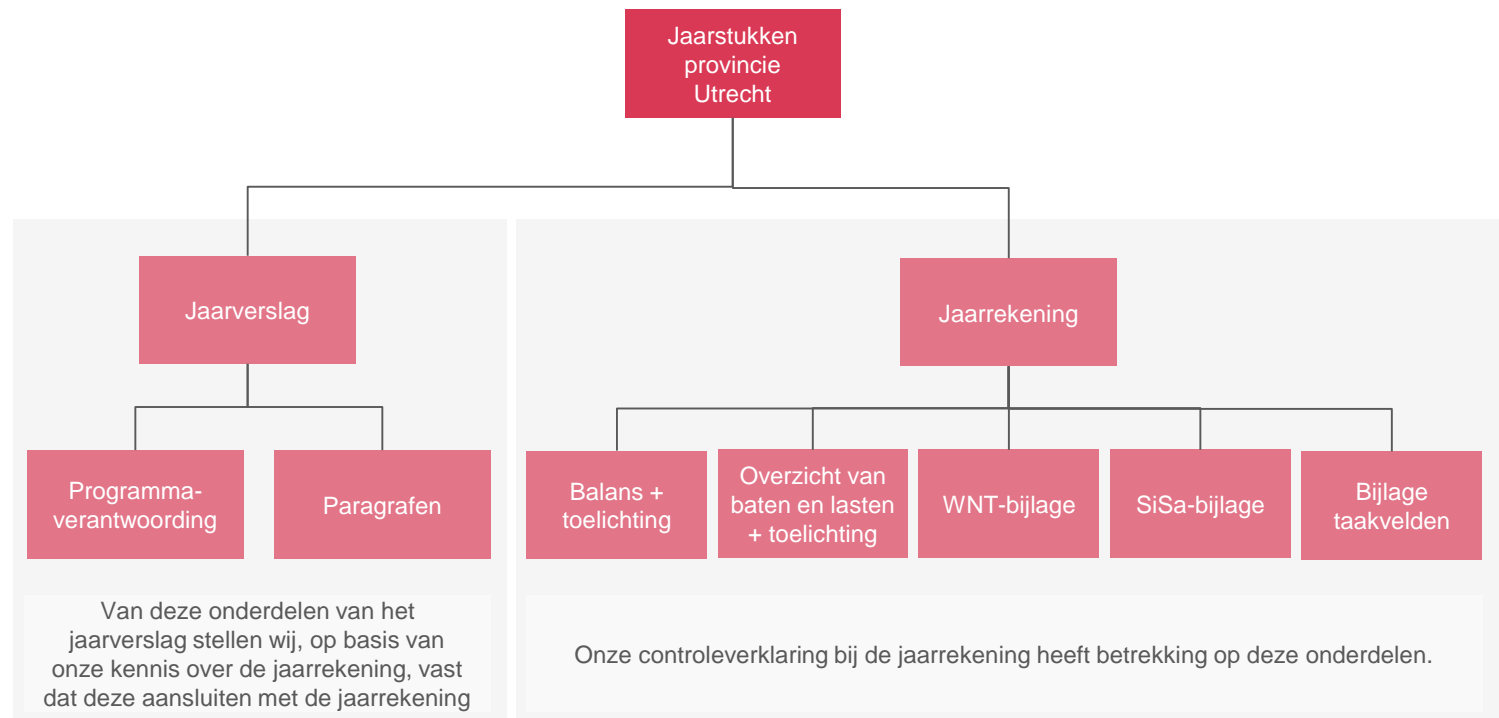 Jaarstukken
provincie
Utrecht
Jaarverslag
Jaarrekening
Programma-
verantwoording
Paragrafen
Balans +
toelichting
Overzicht van
baten en lasten
+ toelichting
WNT-bijlage
SiSa-bijlage
Bijlage
taakvelden
Van deze onderdelen van het
jaarverslag stellen wij, op basis van
onze kennis over de jaarrekening, vast
dat deze aansluiten met de jaarrekening
Onze controleverklaring bij de jaarrekening heeft betrekking op deze onderdelen.